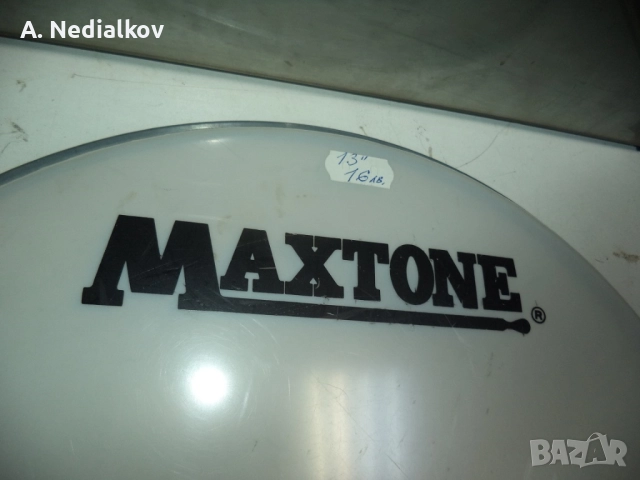 A. Nedialkov
13"
16лв.
MAXTONE®
BAZAR